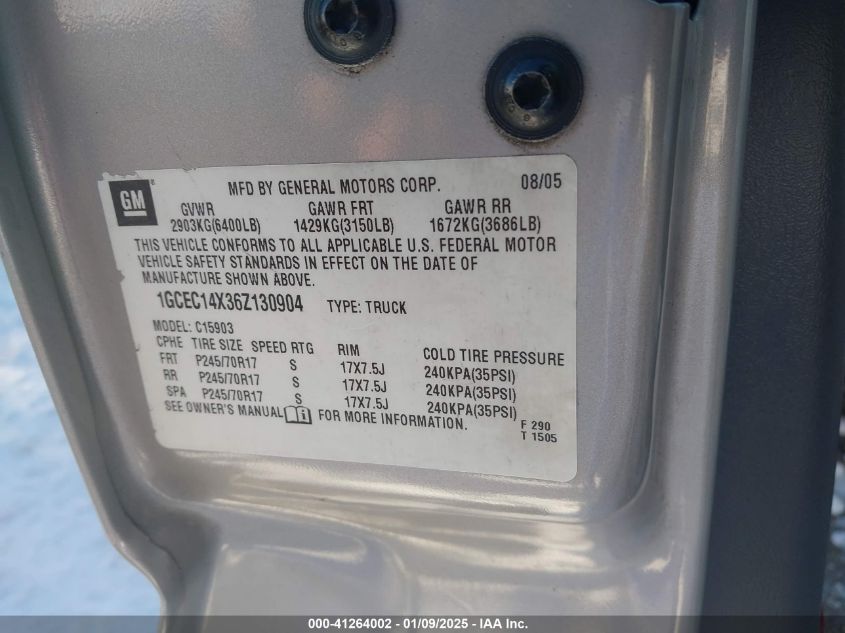 GM
MFD BY GENERAL MOTORS CORP. 08/05
GVWR GAWR FRT GAWR RR
2903KG(6400LB) 1429KG(3150LB) 1672KG(3686LB)
THIS VEHICLE CONFORMS TO ALL APPLICABLE U.S. FEDERAL MOTOR
VEHICLE SAFETY STANDARDS IN EFFECT ON THE DATE OF
MANUFACTURE SHOWN ABOVE.
1GCEC14X36Z130904 TYPE: TRUCK
MODEL: C15903
CPHE TIRE SIZE SPEED RTG RIM COLD TIRE PRESSURE
FRT P245/70R17 S 17X7.5J 240KPA(35PSI)
RR P245/70R17 S 17X7.5J 240KPA(35PSI)
SPA P245/70R17 S 17X7.5J 240KPA(35PSI)
SEE OWNER'S MANUAL FOR MORE INFORMATION.
F 290
T 1505
000-41264002 - 01/09/2025 - IAA Inc.